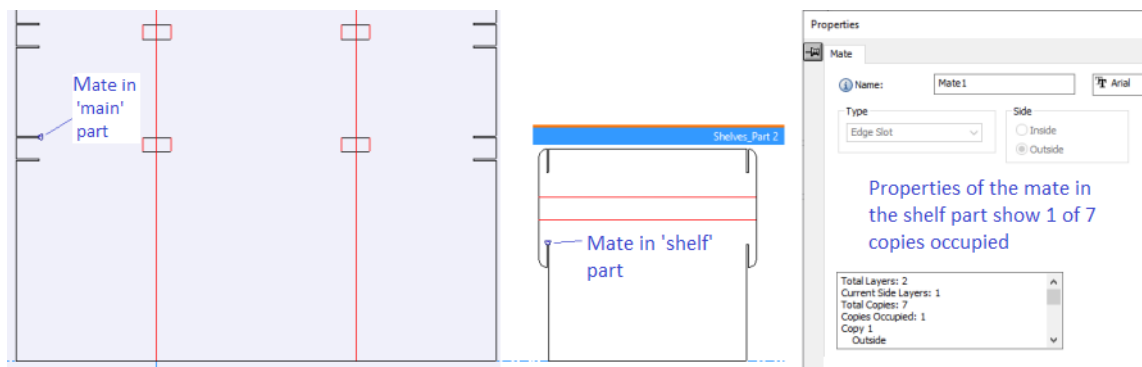 Mate in
'main'
part
Shelves_Part 2
Mate in 'shelf'
part
Properties
Mate
Name:
Mate1
Arial
Type
Edge Slot
Side
Inside
Outside
Properties of the mate in
the shelf part show 1 of 7
copies occupied
Total Layers: 2
Current Side Layers: 1
Total Copies: 7
Copies Occupied: 1
Copy 1
Outside